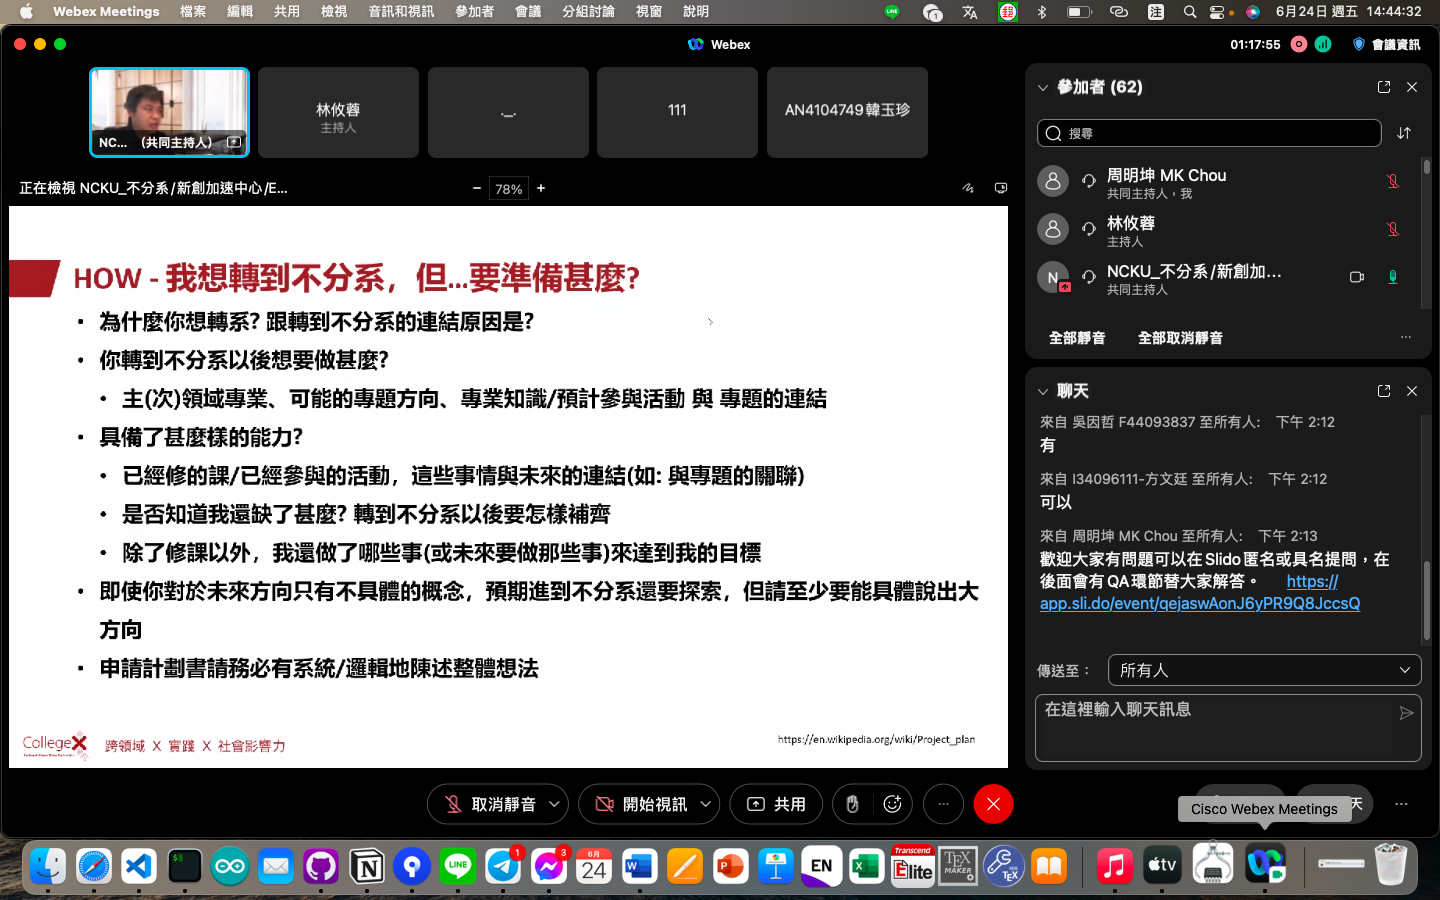 Webex Meetings 檔案 編輯 共用 檢視 音訊和視訊 參加者 會議 分組討論 視窗 說明
6月24日 週五 14:44:32
Webex
01:17:55 會議資訊
NC... (共同主持人)
林攸蓉
主持人
._.
111
AN4104749韓玉珍
正在檢視 NCKU_不分系/新創加速中心/E...
− 78% +
HOW - 我想轉到不分系，但...要準備甚麼?
• 為什麼你想轉系? 跟轉到不分系的連結原因是?
• 你轉到不分系以後想要做甚麼?
• 主(次)領域專業、可能的專題方向、專業知識/預計參與活動 與 專題的連結
• 具備了甚麼樣的能力?
• 已經修的課/已經參與的活動，這些事情與未來的連結(如: 與專題的關聯)
• 是否知道我還缺了甚麼? 轉到不分系以後要怎樣補齊
• 除了修課以外，我還做了哪些事(或未來要做那些事)來達到我的目標
• 即使你對於未來方向只有不具體的概念，預期進到不分系還要探索，但請至少要能具體說出大
方向
• 申請計劃書請務必有系統/邏輯地陳述整體想法
College X
跨領域 X 實踐 X 社會影響力
https://en.wikipedia.org/wiki/Project_plan
參加者 (62)
搜尋
周明坤 MK Chou
共同主持人，我
林攸蓉
主持人
N
NCKU_不分系/新創加...
共同主持人
全部靜音 全部取消靜音 ...
聊天
來自 吳因哲 F44093837 至所有人: 下午 2:12
有
來自 I34096111-方文廷 至所有人: 下午 2:12
可以
來自 周明坤 MK Chou 至所有人: 下午 2:13
歡迎大家有問題可以在 Slido 匿名或具名提問，在
後面會有 QA 環節替大家解答。 https://
app.sli.do/event/qejaswAonJ6yPR9Q8JccsQ
傳送至： 所有人
在這裡輸入聊天訊息
取消靜音 開始視訊 共用
天
Cisco Webex Meetings
LINE
1
3
6月
24
EN
Transcend
Elite
TEX
MAKER
TEX
tv